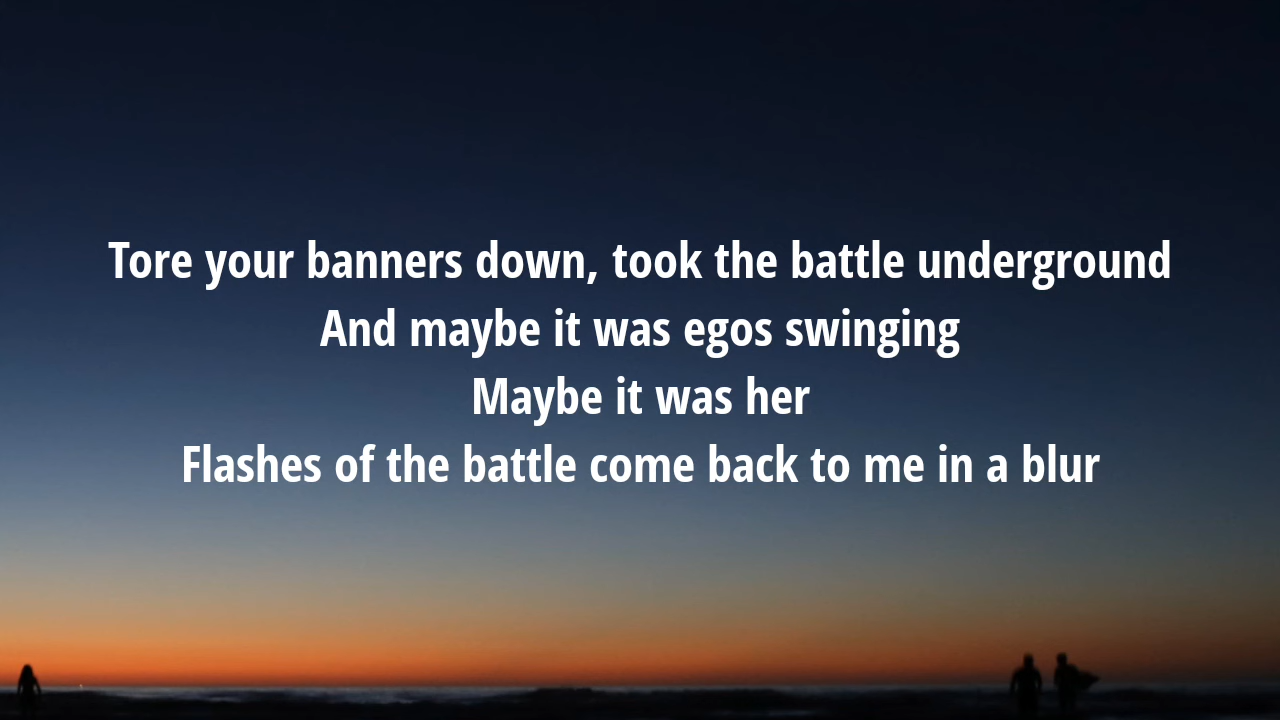 Tore your banners down, took the battle underground
And maybe it was egos swinging
Maybe it was her
Flashes of the battle come back to me in a blur